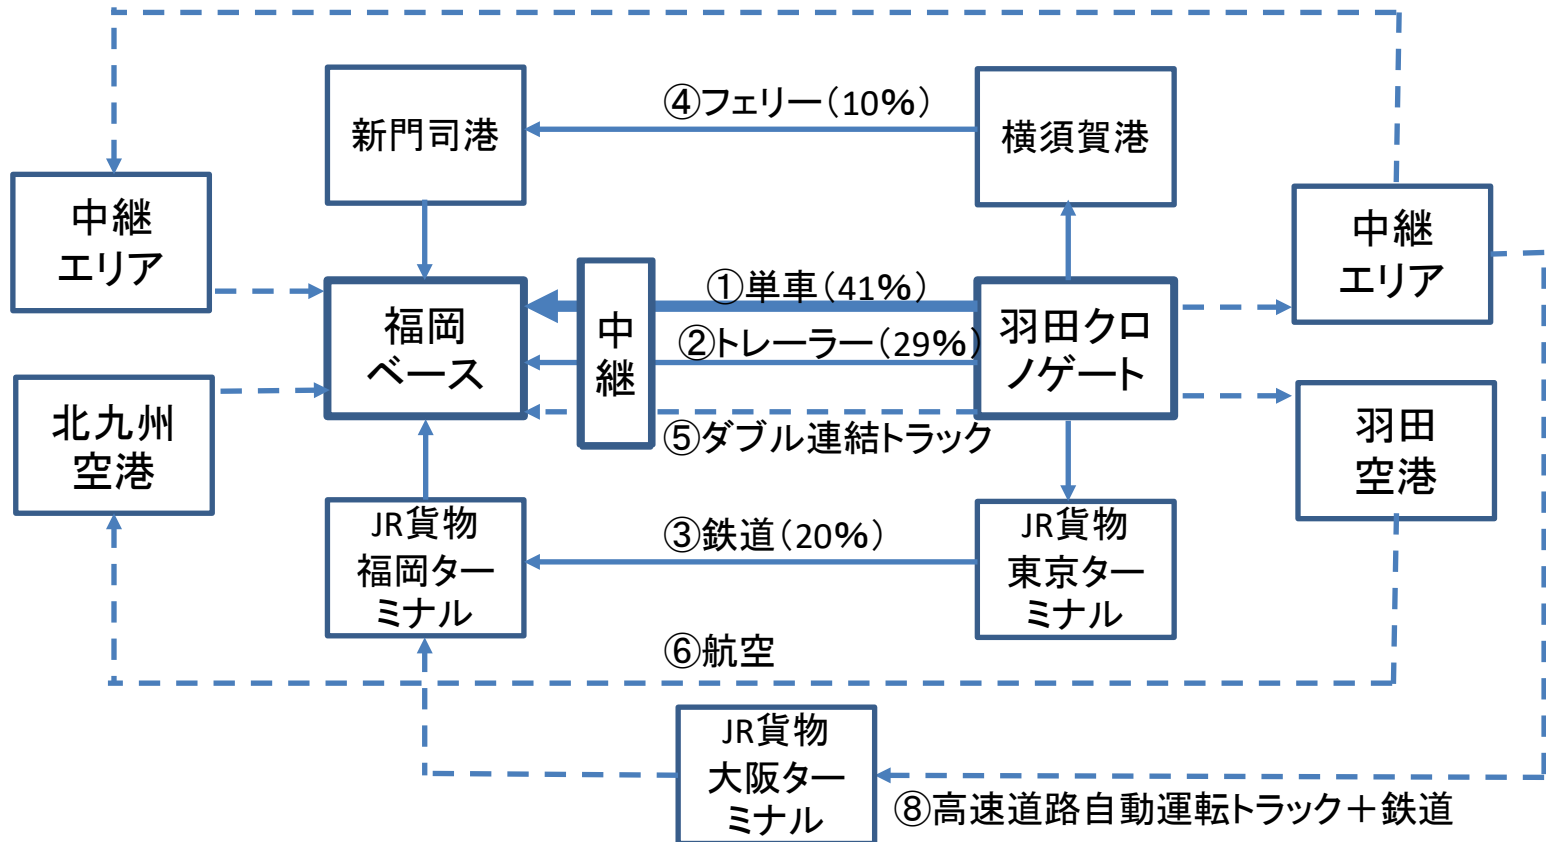 ④フェリー(10%)
新門司港
横須賀港
中継
エリア
中継
エリア
①単車(41%)
福岡
ベース
中
継
②トレーラー(29%)
羽田クロ
ノゲート
⑤ダブル連結トラック
北九州
空港
羽田
空港
JR貨物
福岡ター
ミナル
③鉄道(20%)
JR貨物
東京ター
ミナル
⑥航空
JR貨物
大阪ター
ミナル
⑧高速道路自動運転トラック+鉄道